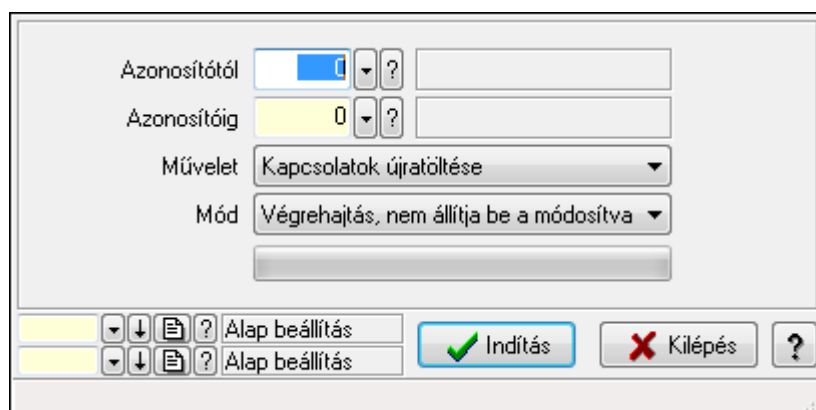 Azonosítótól 0 ?
Azonosítóig 0 ?
Művelet Kapcsolatok újratöltése
Mód Végrehajtás, nem állítja be a módosítva
? Alap beállítás
? Alap beállítás
Indítás Kilépés ?